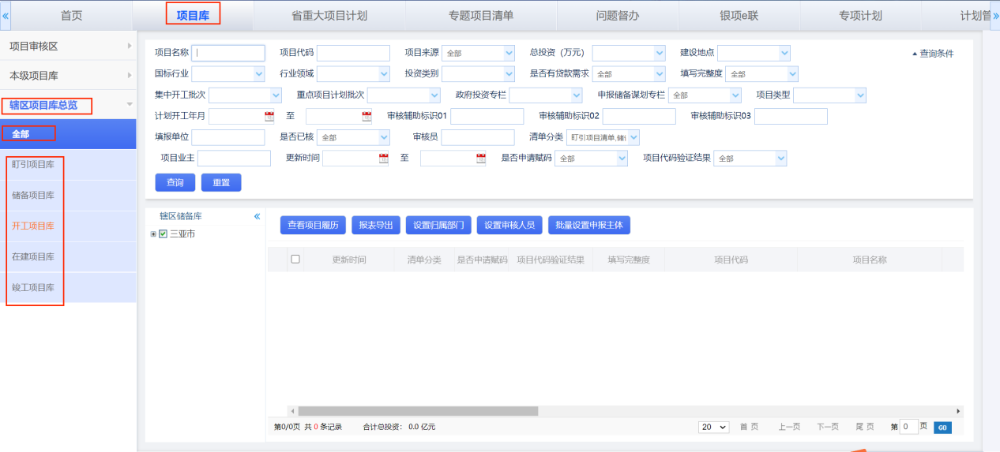 首页 项目库 省重大项目计划 专题项目清单 问题督办 银项e联 专项计划 计划管
项目审核区
本级项目库
辖区项目库总览
全部
盯引项目库
储备项目库
开工项目库
在建项目库
竣工项目库
项目名称 项目代码 项目来源 全部 总投资（万元） 建设地点 查询条件
国标行业 行业领域 投资类别 是否有贷款需求 全部 填写完整度 全部
集中开工批次 重点项目计划批次 政府投资专栏 申报储备谋划专栏 全部 项目类型
计划开工年月 至 审核辅助标识01 审核辅助标识02 审核辅助标识03
填报单位 是否已核 全部 审核员 清单分类 盯引项目清单,储
项目业主 更新时间 至 是否申请赋码 全部 项目代码验证结果 全部
查询 重置
辖区储备库
三亚市
查看项目履历 报表导出 设置归属部门 设置审核人员 批量设置申报主体
更新时间 清单分类 是否申请赋码 项目代码验证结果 填写完整度 项目代码 项目名称
第0/0页 共 0 条记录 合计总投资： 0.0 亿元 20 首 页 上一页 下一页 尾 页 第 0 页 GO